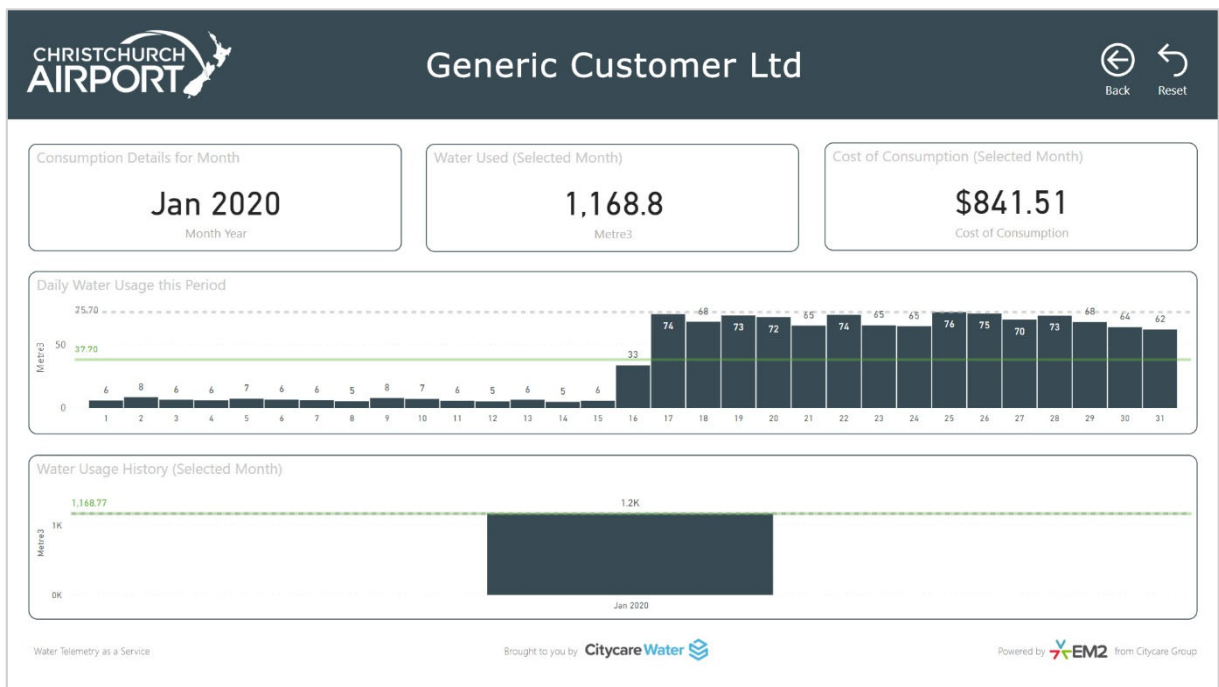 CHRISTCHURCH
AIRPORT
Generic Customer Ltd
Back
Reset
Consumption Details for Month
Jan 2020
Month Year
Water Used (Selected Month)
1,168.8
Metre3
Cost of Consumption (Selected Month)
$841.51
Cost of Consumption
Daily Water Usage this Period
75.70
37.70
Metre3
50
0
6 8 6 6 7 6 6 5 8 7 6 5 6 5 6 33 74 68 73 72 65 74 65 65 76 75 70 73 68 64 62
1 2 3 4 5 6 7 8 9 10 11 12 13 14 15 16 17 18 19 20 21 22 23 24 25 26 27 28 29 30 31
Water Usage History (Selected Month)
1,168.77
1.2K
Metre3
1K
0K
Jan 2020
Water Telemetry as a Service
Brought to you by Citycare Water
Powered by EM2 from Citycare Group